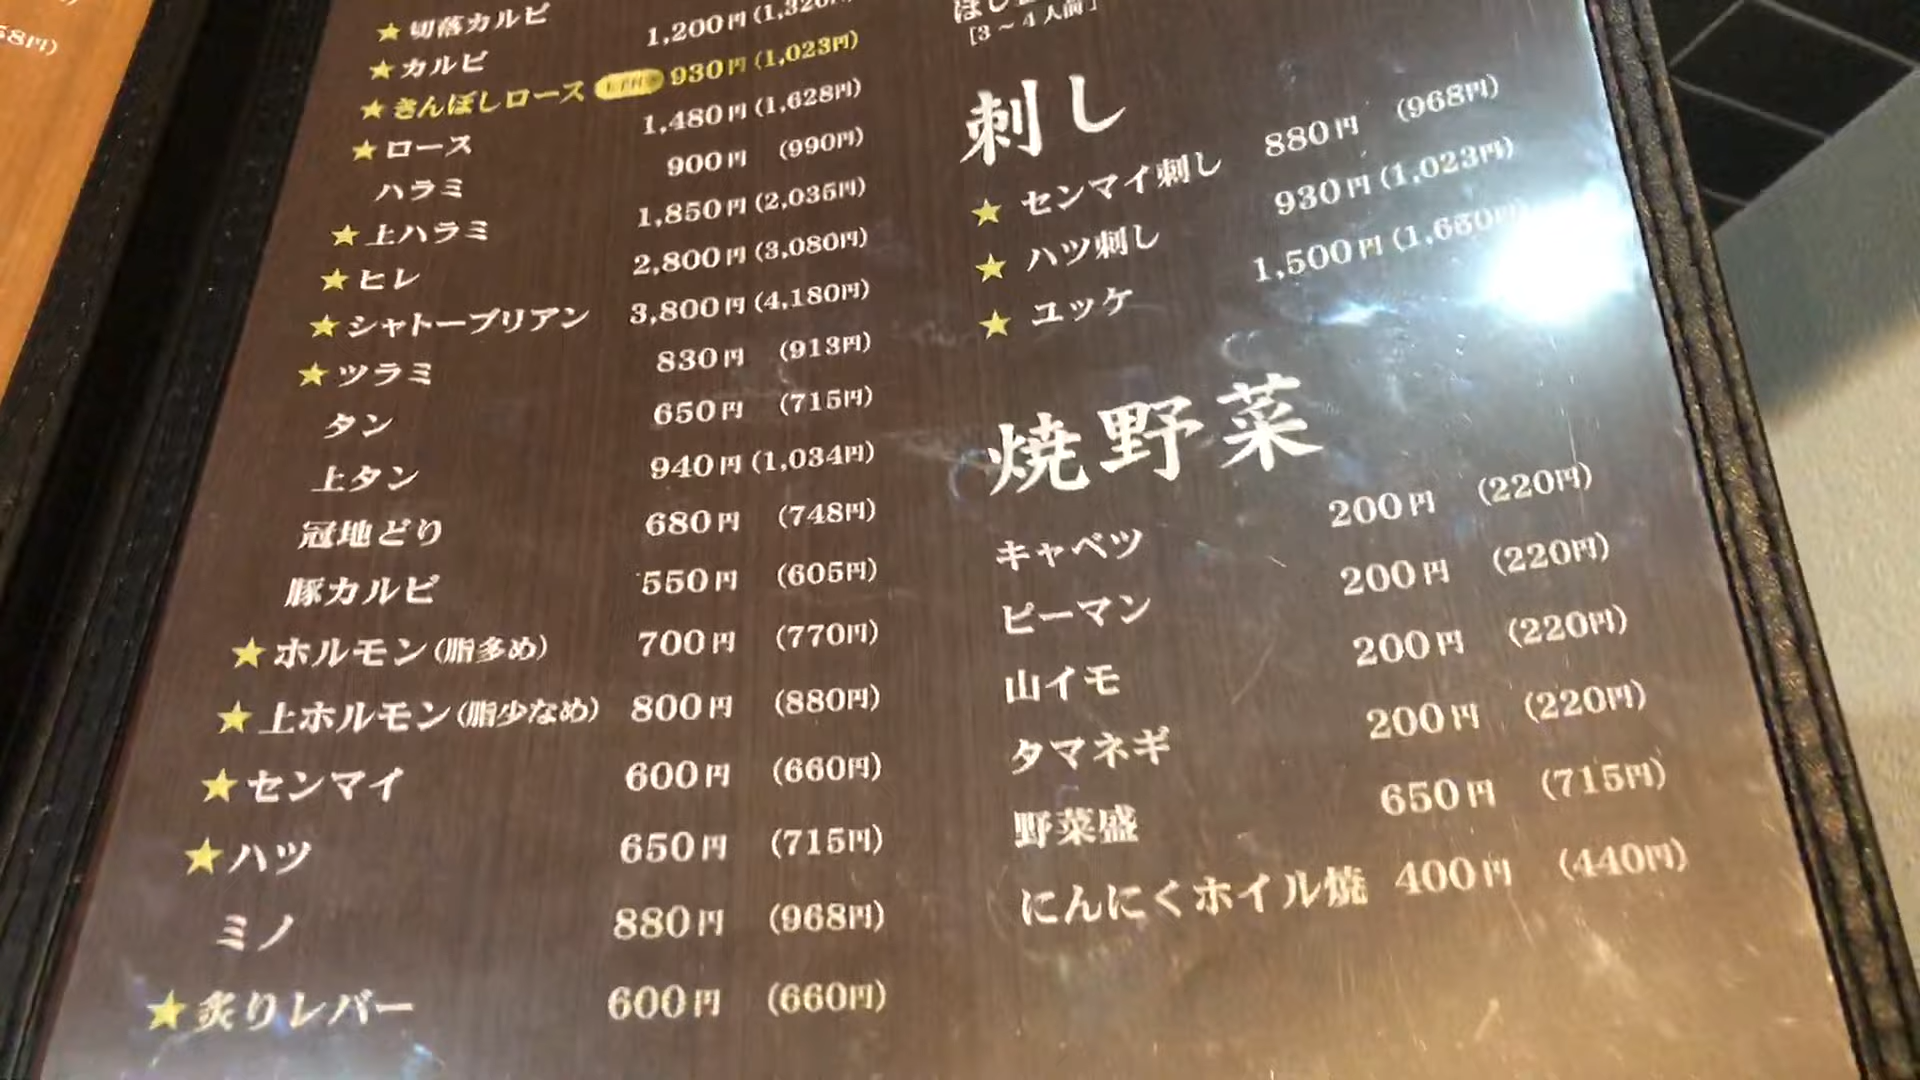 58円)
★切落カルビ
★カルビ 1,200円(1,320円)
★きんぼしロース 930円(1,023円)
★ロース 1,480円(1,628円)
ハラミ 900円 (990円)
★上ハラミ 1,850円(2,035円)
★ヒレ 2,800円(3,080円)
★シャトーブリアン 3,800円(4,180円)
★ツラミ 830円 (913円)
タン 650円 (715円)
上タン 940円(1,034円)
冠地どり 680円 (748円)
豚カルビ 550円 (605円)
★ホルモン(脂多め) 700円 (770円)
★上ホルモン(脂少なめ) 800円 (880円)
★センマイ 600円 (660円)
★ハツ 650円 (715円)
ミノ 880円 (968円)
★炙りレバー 600円 (660円)
[3～4人前]
刺し
★センマイ刺し 880円 (968円)
★ハツ刺し 930円(1,023円)
★ユッケ 1,500円(1,650円)
焼野菜
キャベツ 200円 (220円)
ピーマン 200円 (220円)
山イモ 200円 (220円)
タマネギ 200円 (220円)
野菜盛 650円 (715円)
にんにくホイル焼 400円 (440円)